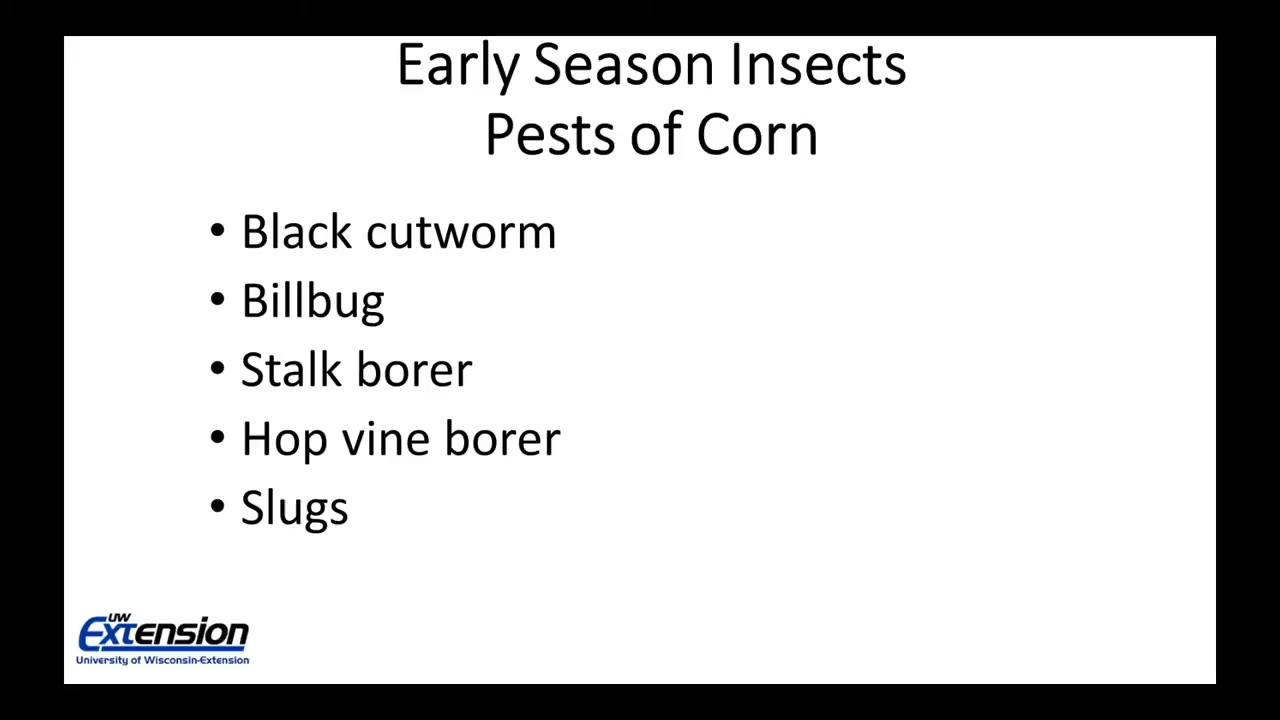 Early Season Insects
Pests of Corn
• Black cutworm
• Billbug
• Stalk borer
• Hop vine borer
• Slugs
UW
Extension
University of Wisconsin-Extension